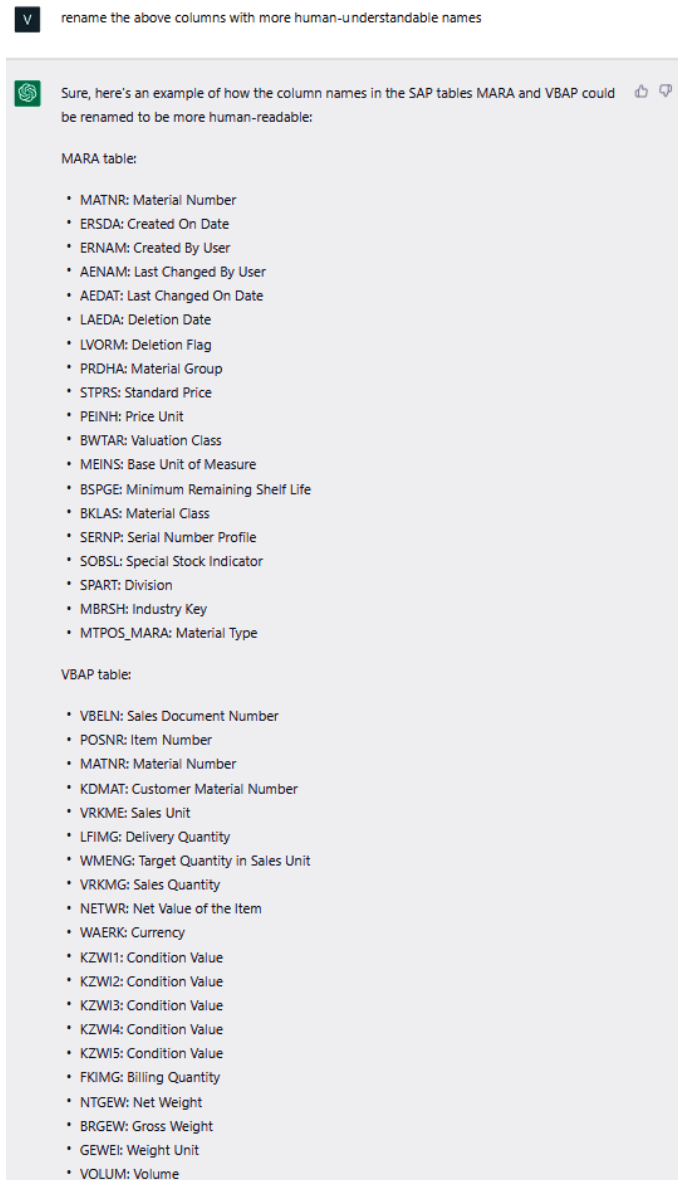 V
rename the above columns with more human-understandable names
Sure, here's an example of how the column names in the SAP tables MARA and VBAP could
be renamed to be more human-readable:
MARA table:
• MATNR: Material Number
• ERSDA: Created On Date
• ERNAM: Created By User
• AENAM: Last Changed By User
• AEDAT: Last Changed On Date
• LAEDA: Deletion Date
• LVORM: Deletion Flag
• PRDHA: Material Group
• STPRS: Standard Price
• PEINH: Price Unit
• BWTAR: Valuation Class
• MEINS: Base Unit of Measure
• BSPGE: Minimum Remaining Shelf Life
• BKLAS: Material Class
• SERNP: Serial Number Profile
• SOBSL: Special Stock Indicator
• SPART: Division
• MBRSH: Industry Key
• MTPOS_MARA: Material Type
VBAP table:
• VBELN: Sales Document Number
• POSNR: Item Number
• MATNR: Material Number
• KDMAT: Customer Material Number
• VRKME: Sales Unit
• LFIMG: Delivery Quantity
• WMENG: Target Quantity in Sales Unit
• VRKMG: Sales Quantity
• NETWR: Net Value of the Item
• WAERK: Currency
• KZWI1: Condition Value
• KZWI2: Condition Value
• KZWI3: Condition Value
• KZWI4: Condition Value
• KZWI5: Condition Value
• FKIMG: Billing Quantity
• NTGEW: Net Weight
• BRGEW: Gross Weight
• GEWEI: Weight Unit
• VOLUM: Volume